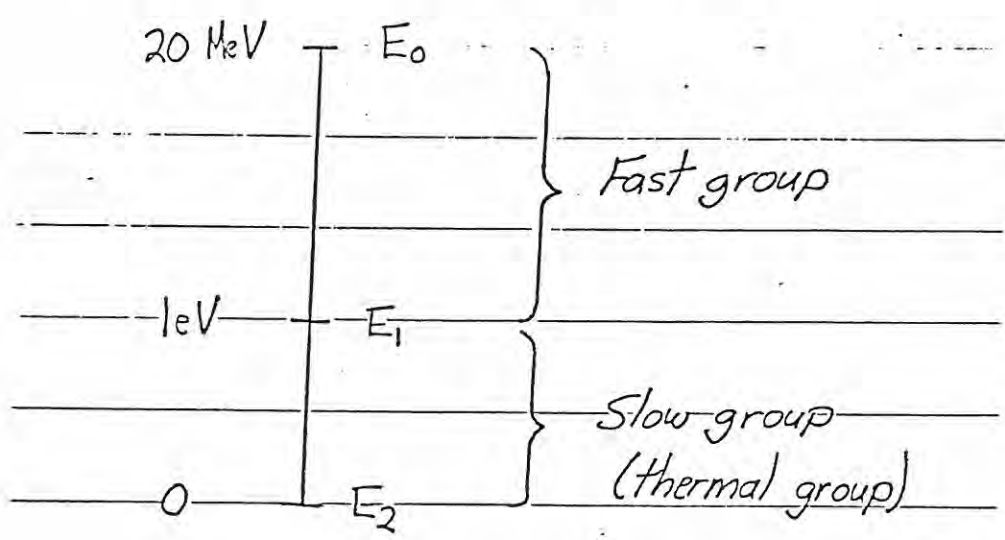 20 MeV E₀
Fast group
1eV E₁
Slow group
(thermal group)
0 E₂